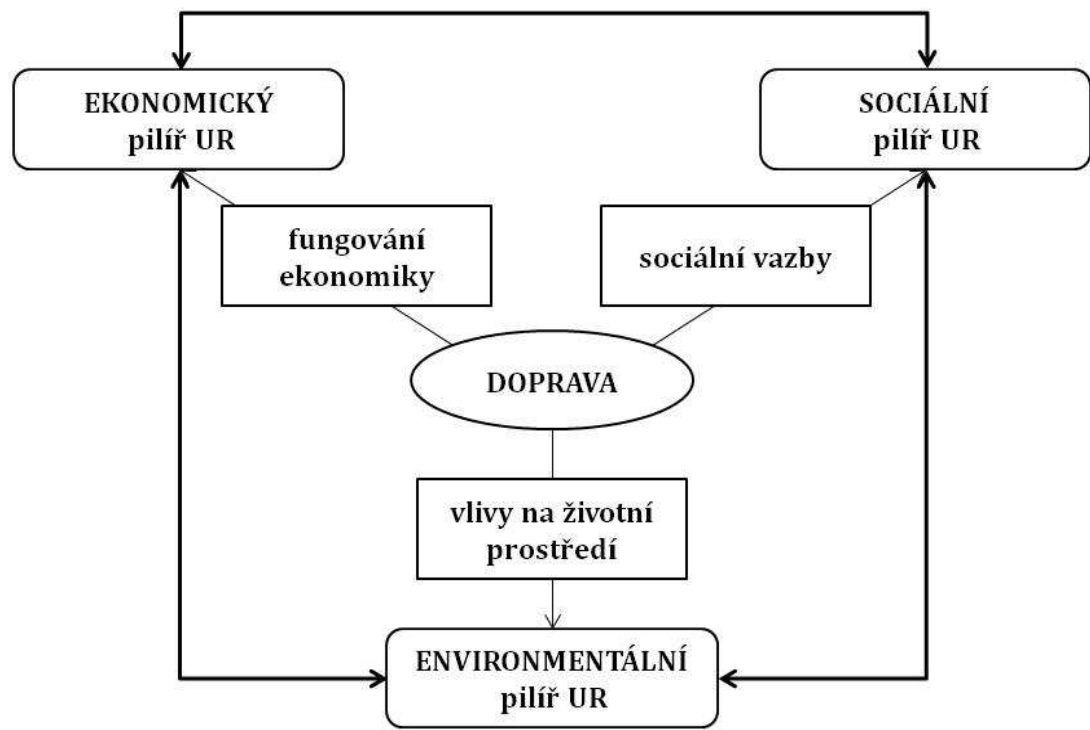 EKONOMICKÝ
pilíř UR
SOCIÁLNÍ
pilíř UR
fungování
ekonomiky
sociální vazby
DOPRAVA
vlivy na životní
prostředí
ENVIRONMENTÁLNÍ
pilíř UR